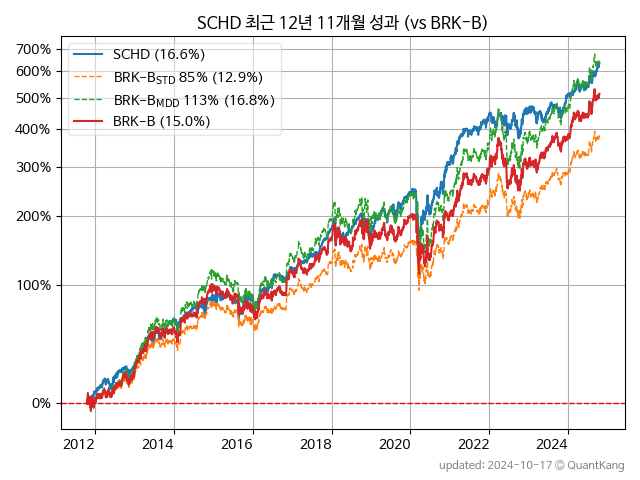 SCHD 최근 12년 11개월 성과 (vs BRK-B)
SCHD (16.6%)
BRK-BSTD 85% (12.9%)
BRK-BMDD 113% (16.8%)
BRK-B (15.0%)
700%
600%
500%
400%
300%
200%
100%
0%
2012 2014 2016 2018 2020 2022 2024
updated: 2024-10-17 © QuantKang